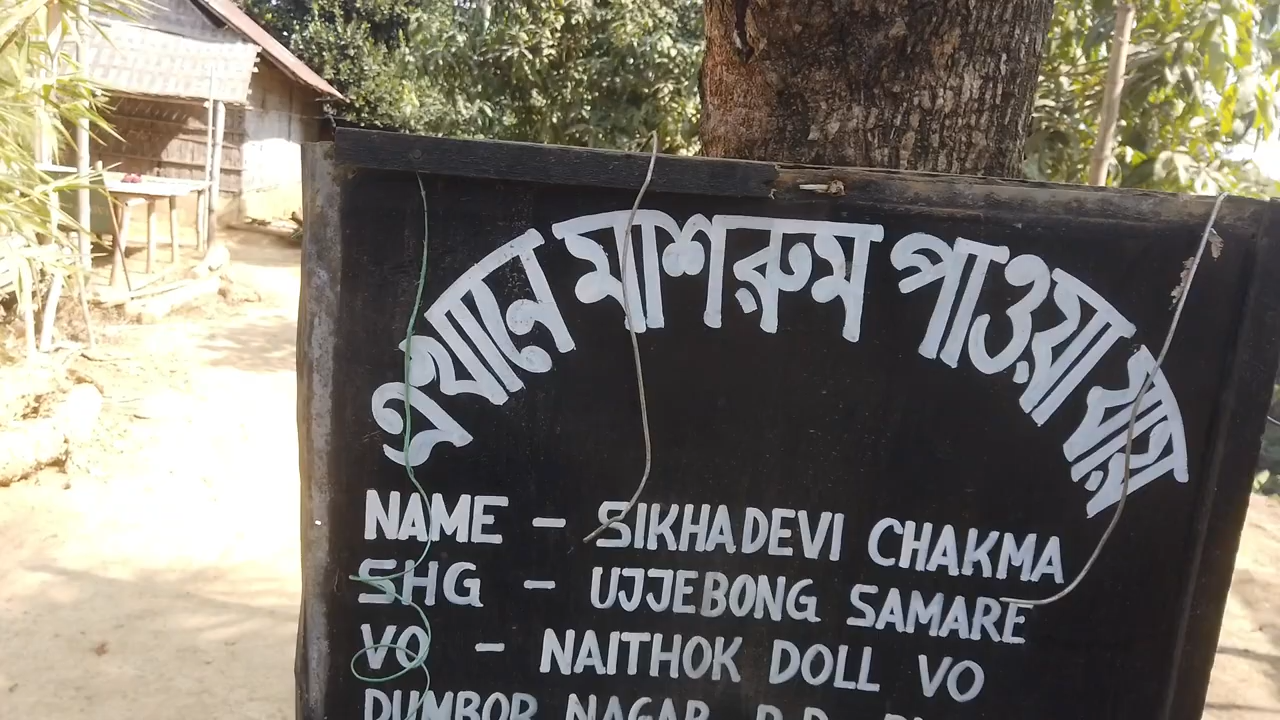 এখানে মাশরুম পাওয়া যায়
NAME - SIKHADEVI CHAKMA
SHG - UJJEBONG SAMARE
VO - NAITHOK DOLL VO
DUMBOR NAGAR R.D.